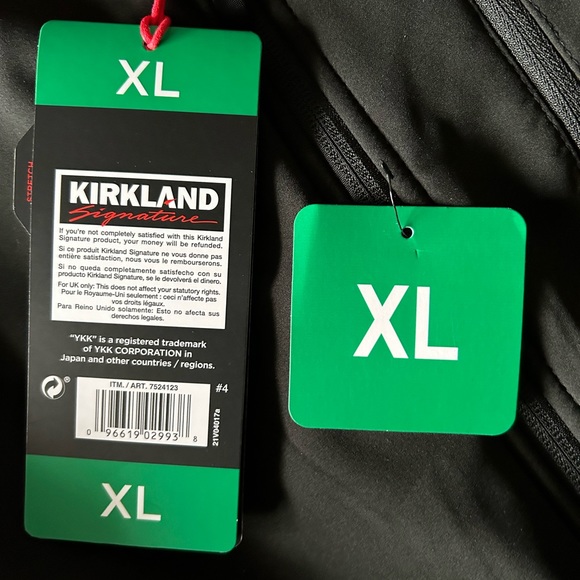 XL
STRETCH
KIRKLAND
Signature
If you're not completely satisfied with this Kirkland
Signature product, your money will be refunded.
Si ce produit Kirkland Signature ne vous donne pas
entière satisfaction, nous vous le rembourserons.
Si no queda completamente satisfecho con su
producto Kirkland Signature, se le devolverá el dinero.
For UK only: This does not affect your statutory rights.
Pour le Royaume-Uni seulement : ceci n'affecte pas
vos droits légaux.
Para Reino Unido solamente: Esto no afecta sus
derechos legales.
"YKK" is a registered trademark
of YKK CORPORATION in
Japan and other countries / regions.
ITM. / ART. 7524123
#4
0 96619 02993 8
21V04017a
XL
XL